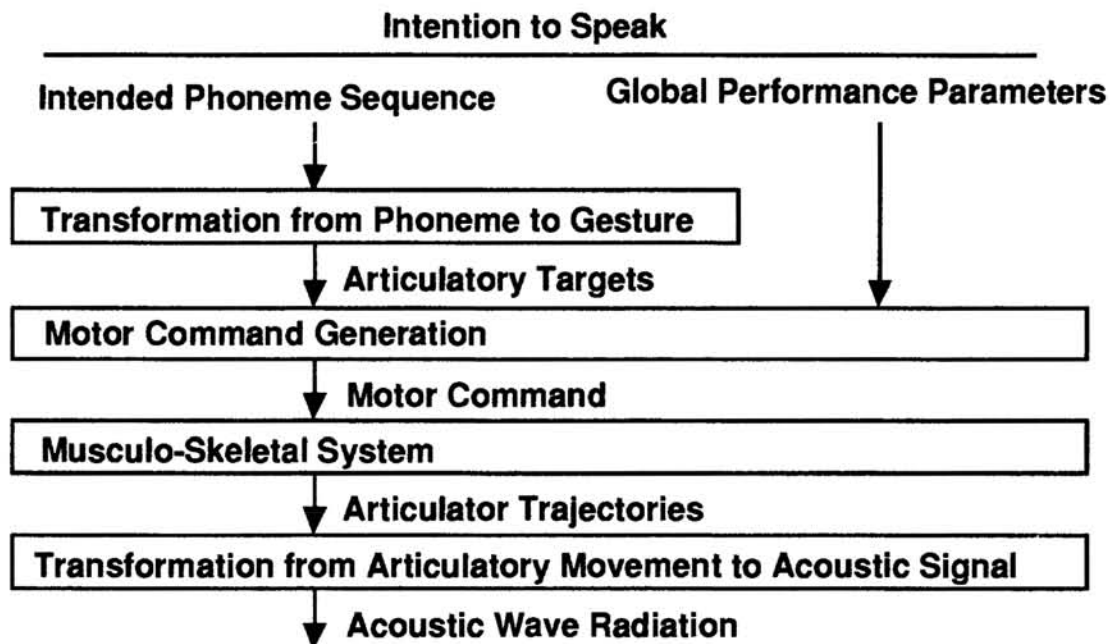 Intention to Speak
Intended Phoneme Sequence
Global Performance Parameters
Transformation from Phoneme to Gesture
Articulatory Targets
Motor Command Generation
Motor Command
Musculo-Skeletal System
Articulator Trajectories
Transformation from Articulatory Movement to Acoustic Signal
Acoustic Wave Radiation